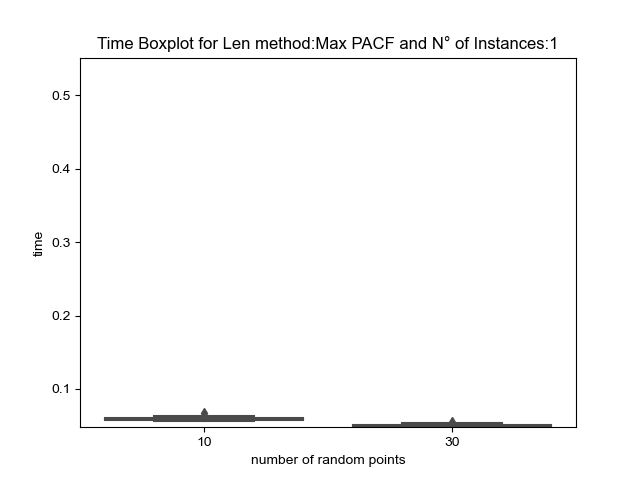 Time Boxplot for Len method:Max PACF and N° of Instances:1
0.5
0.4
0.3
0.2
0.1
time
10
30
number of random points